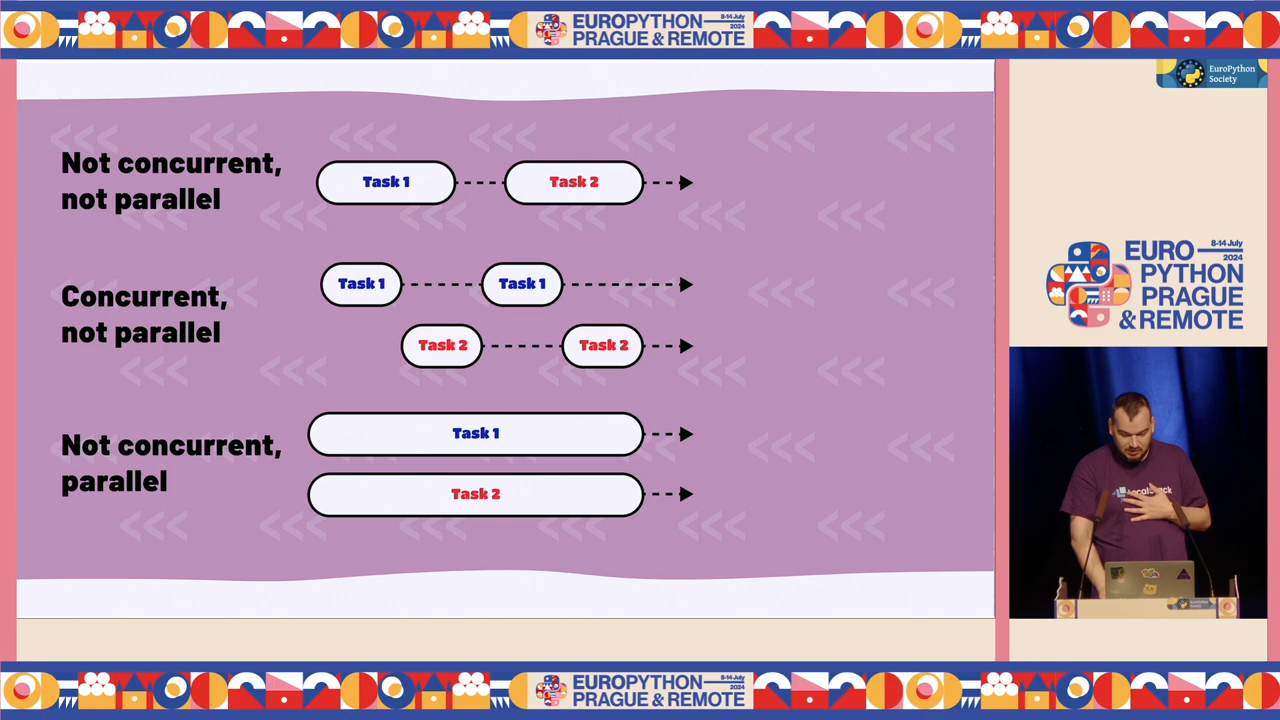 EUROPYTHON
8-14 July
2024
PRAGUE & REMOTE
EuroPython
Society
Not concurrent,
not parallel
Task 1
Task 2
Concurrent,
not parallel
Task 1
Task 1
Task 2
Task 2
Not concurrent,
parallel
Task 1
Task 2
EURO
8-14 July
2024
PYTHON
PRAGUE
& REMOTE
EUROPYTHON
8-14 July
2024
PRAGUE & REMOTE